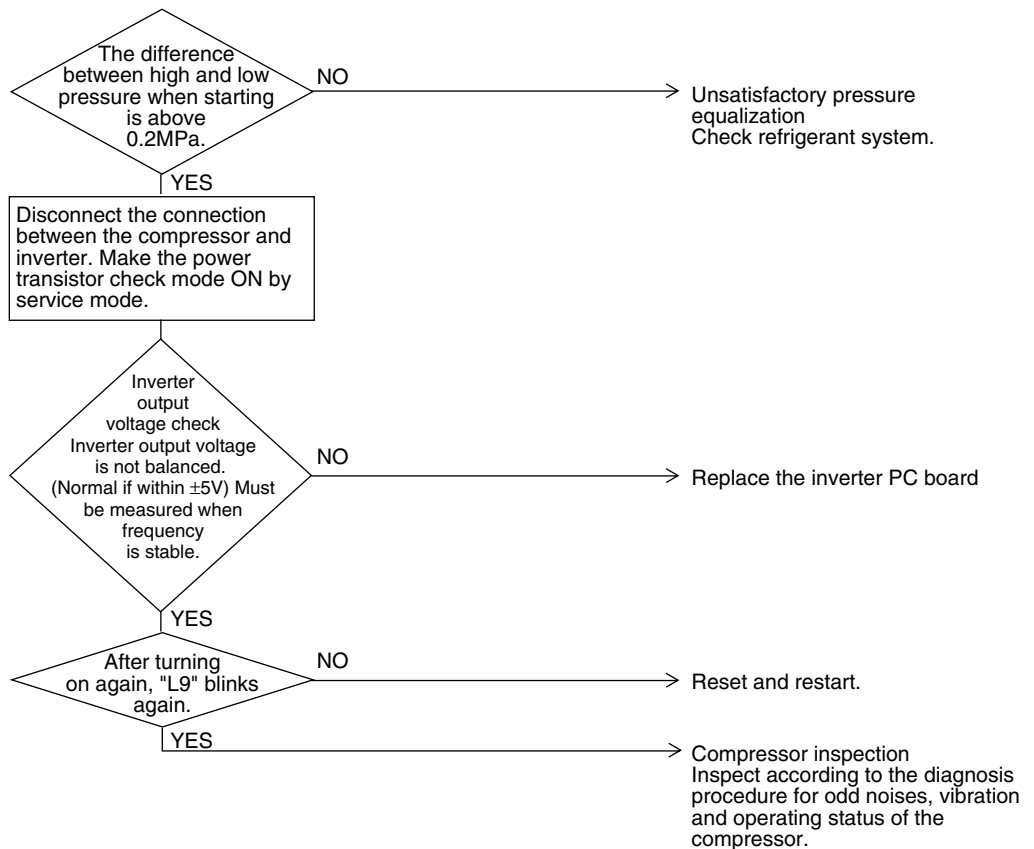 The difference
between high and low
pressure when starting
is above
0.2MPa.
NO
Unsatisfactory pressure
equalization
Check refrigerant system.
YES
Disconnect the connection
between the compressor and
inverter. Make the power
transistor check mode ON by
service mode.
Inverter
output
voltage check
Inverter output voltage
is not balanced.
(Normal if within ±5V) Must
be measured when
frequency
is stable.
NO
Replace the inverter PC board
YES
After turning
on again, "L9" blinks
again.
NO
Reset and restart.
YES
Compressor inspection
Inspect according to the diagnosis
procedure for odd noises, vibration
and operating status of the
compressor.